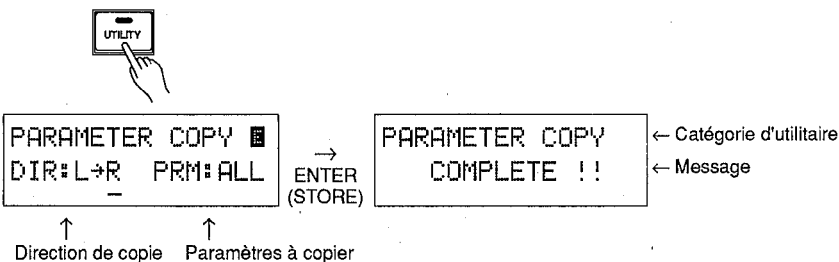 UTILITY
PARAMETER COPY E
DIR:L→R PRM:ALL
↑
Direction de copie
↑
Paramètres à copier
→
ENTER
(STORE)
PARAMETER COPY
COMPLETE !!
← Catégorie d'utilitaire
← Message